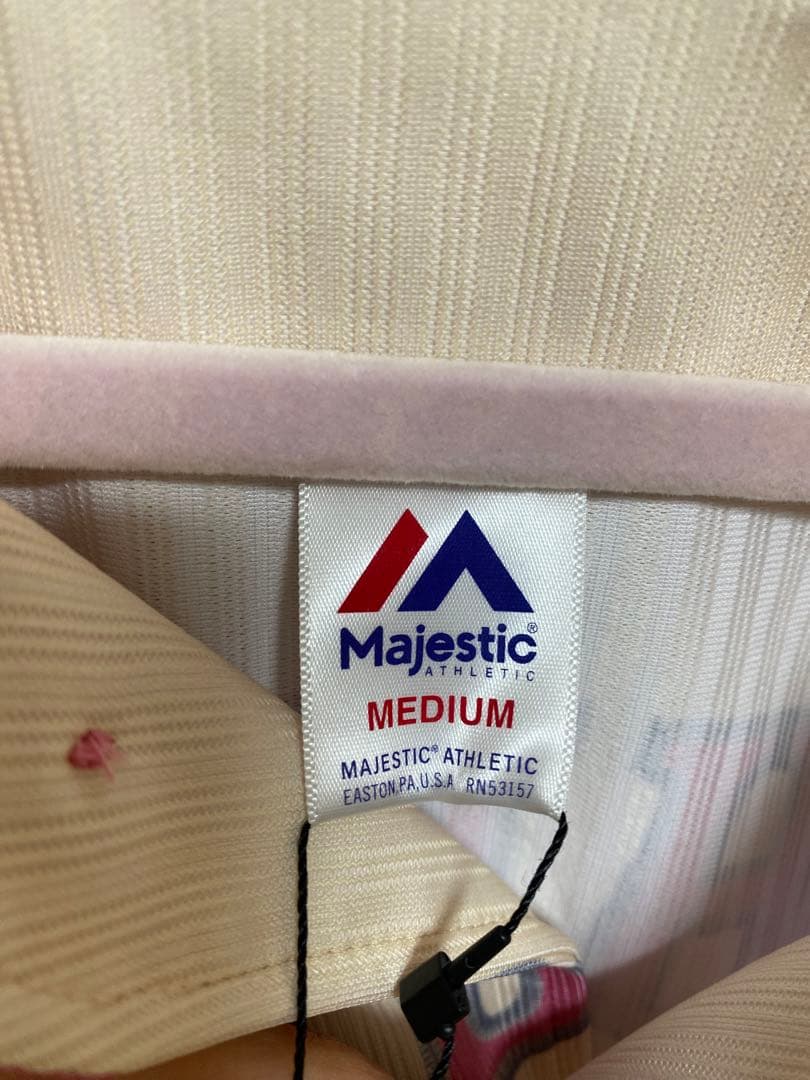 Majestic®
ATHLETIC
MEDIUM
MAJESTIC® ATHLETIC
EASTON,PA,U.S.A RN53157